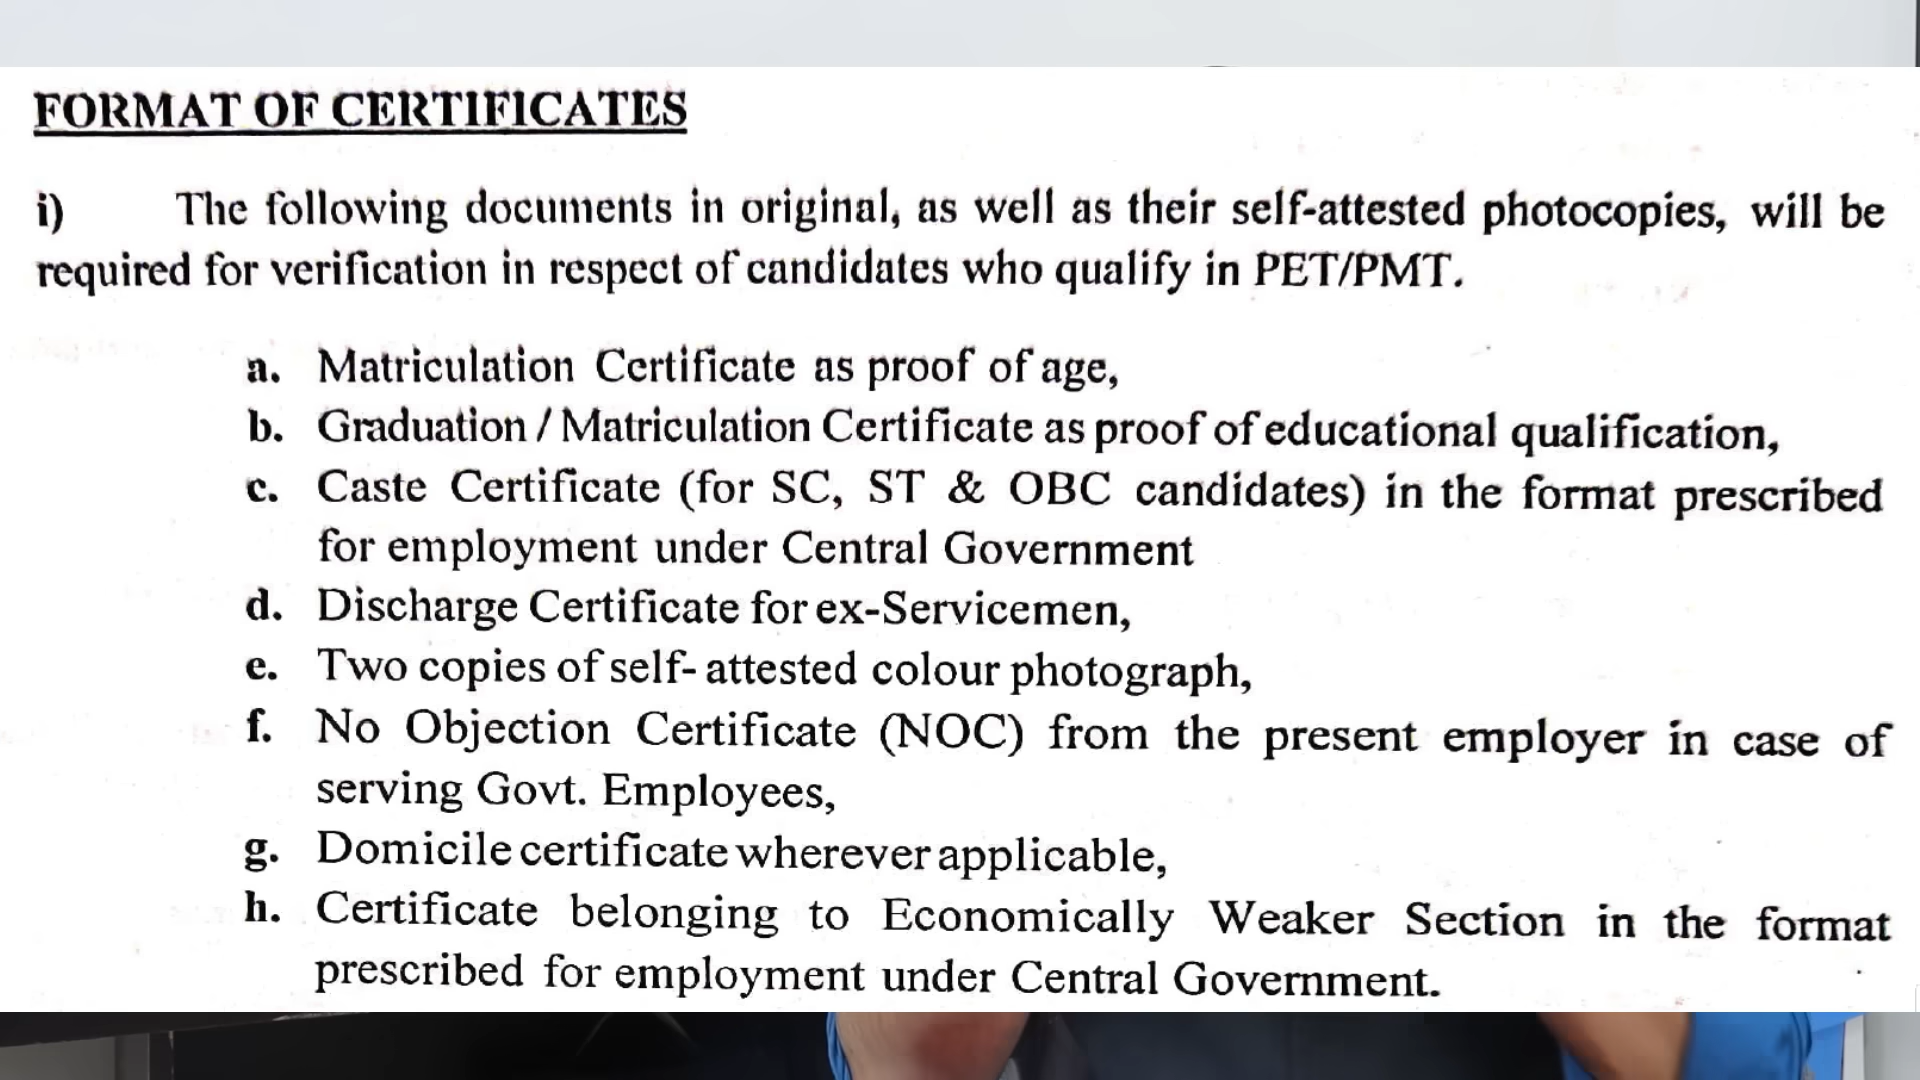 FORMAT OF CERTIFICATES
i) The following documents in original, as well as their self-attested photocopies, will be
required for verification in respect of candidates who qualify in PET/PMT.
a. Matriculation Certificate as proof of age,
b. Graduation / Matriculation Certificate as proof of educational qualification,
c. Caste Certificate (for SC, ST & OBC candidates) in the format prescribed
for employment under Central Government
d. Discharge Certificate for ex-Servicemen,
e. Two copies of self- attested colour photograph,
f. No Objection Certificate (NOC) from the present employer in case of
serving Govt. Employees,
g. Domicile certificate wherever applicable,
h. Certificate belonging to Economically Weaker Section in the format
prescribed for employment under Central Government.